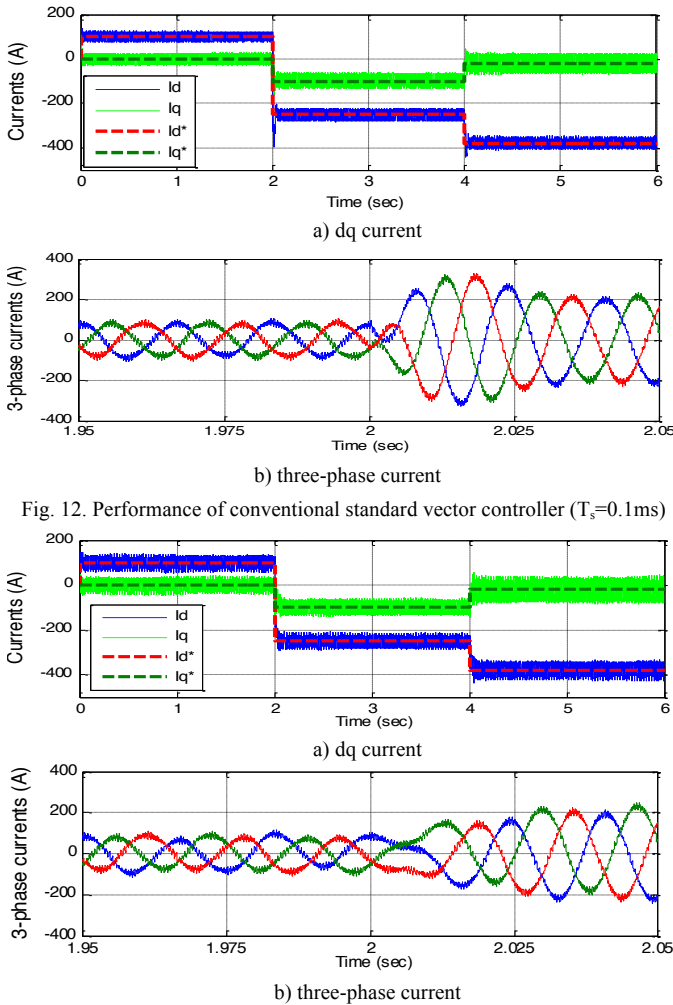 200
0
-200
-400
Currents (A)
Id
Iq
Id*
Iq*
0 1 2 3 4 5 6
Time (sec)
a) dq current
400
200
0
-200
-400
3-phase currents (A)
1.95 1.975 2 2.025 2.05
Time (sec)
b) three-phase current
Fig. 12. Performance of conventional standard vector controller (Ts=0.1ms)
200
0
-200
-400
Currents (A)
Id
Iq
Id*
Iq*
0 1 2 3 4 5 6
Time (sec)
a) dq current
400
200
0
-200
-400
3-phase currents (A)
1.95 1.975 2 2.025 2.05
Time (sec)
b) three-phase current